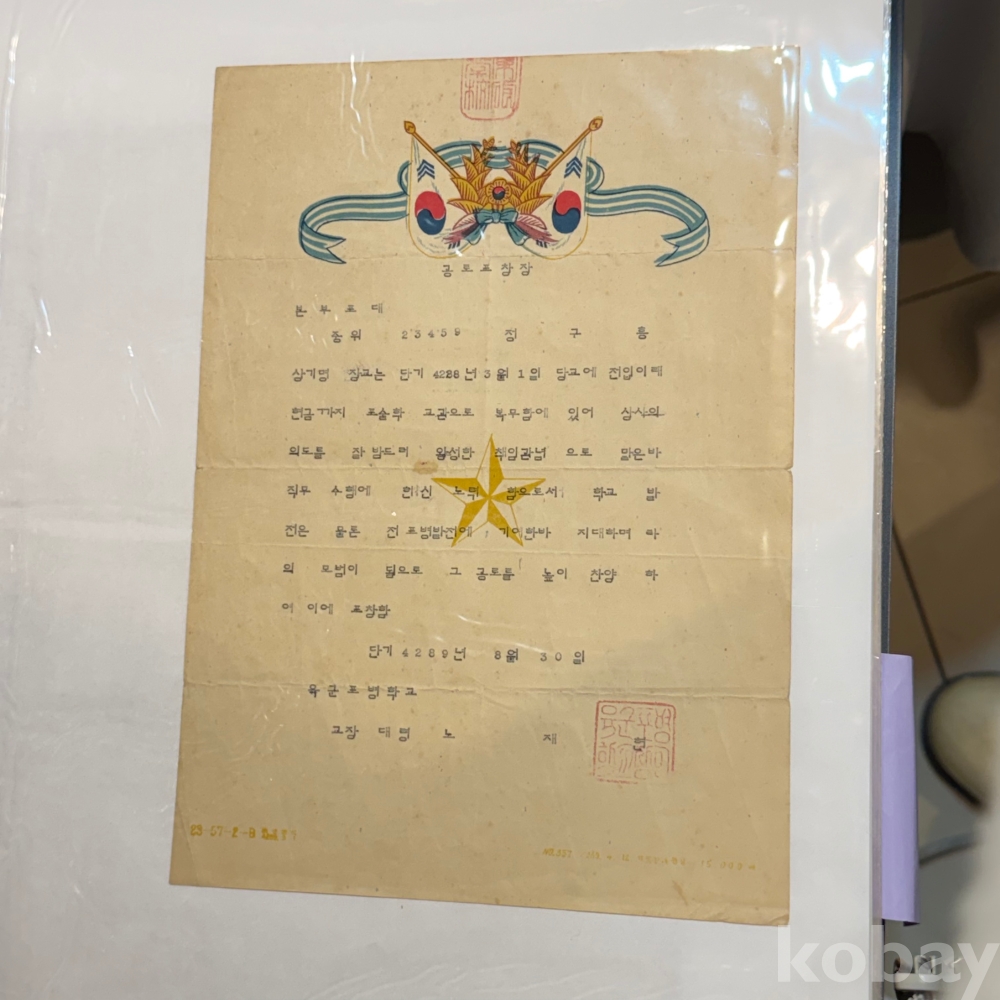 공로표창장
본부포대
중위 23459 정구릉
상기명 장교는 단기 4288년 3월 1일 당교에 전입이래
현금까지 포술학 교관으로 복무함에 있어 상사의
의도를 잘 받드며 왕성한 책임관념으로 맡은바
직무 수행에 헌신 노력 함으로서 학교 발
전은 물론 전 포병발전에 기여한바 지대하며 타
의 모범이 됨으로 그 공로를 높이 찬양 하
여 이에 표창함
단기 4289년 8월 30일
육군포병학교
교장 대령 노 재
kobay